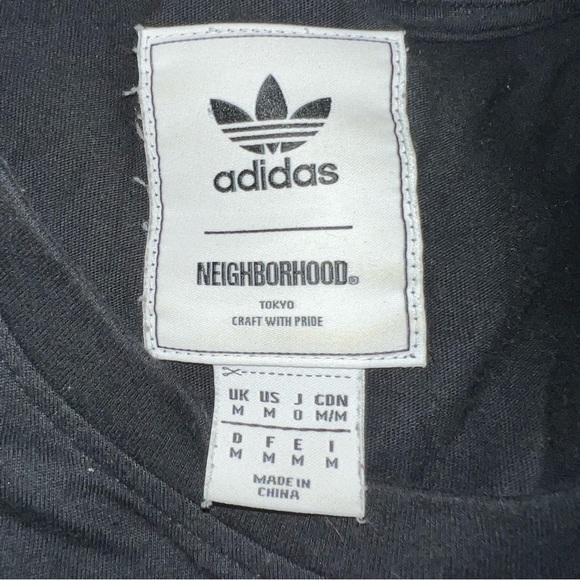 adidas
NEIGHBORHOOD®
TOKYO
CRAFT WITH PRIDE
UK US J CDN
M M O M/M
D F E I
M M M M
MADE IN
CHINA